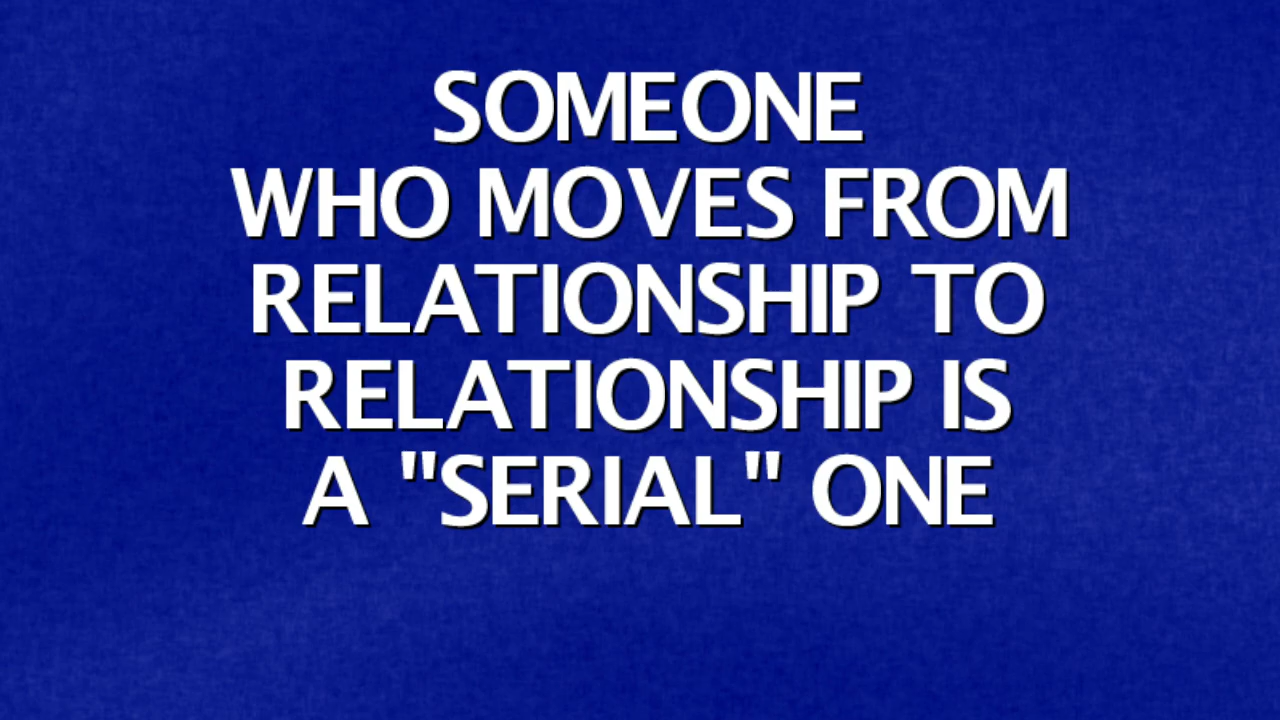 SOMEONE
WHO MOVES FROM
RELATIONSHIP TO
RELATIONSHIP IS
A "SERIAL" ONE